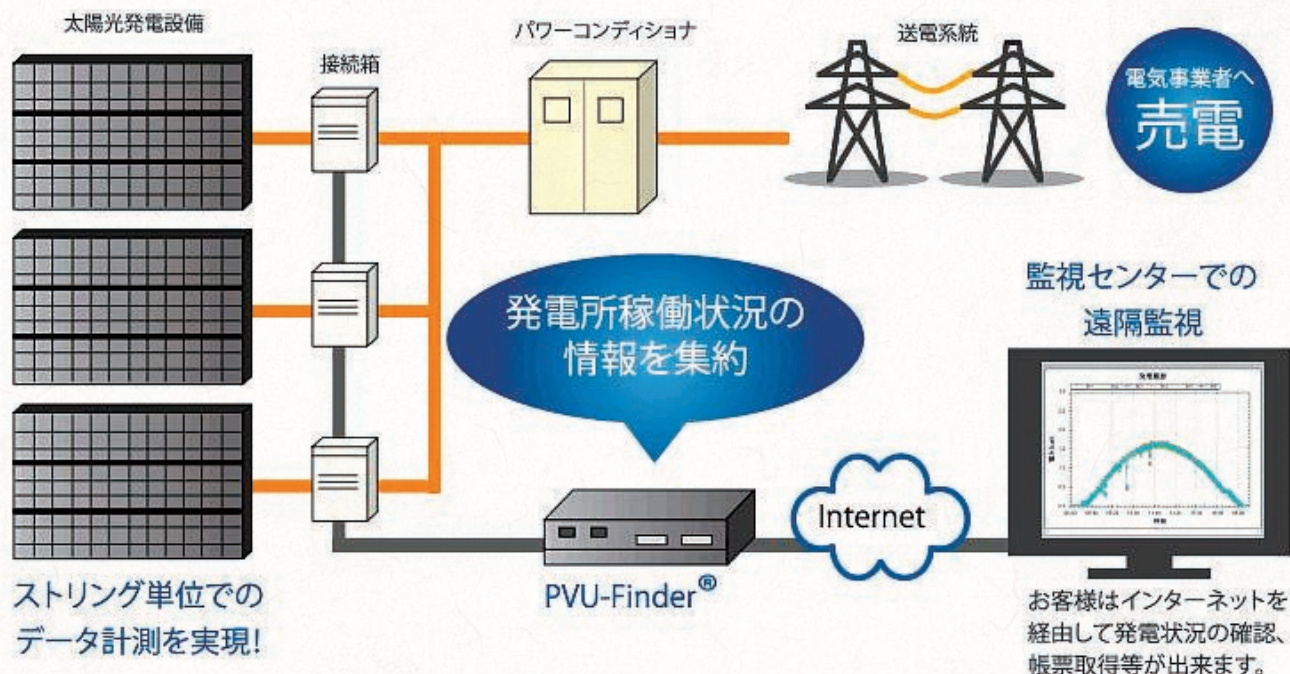 太陽光発電設備
接続箱
パワーコンディショナ
送電系統
電気事業者へ
売電
発電所稼働状況の
情報を集約
監視センターでの
遠隔監視
Internet
PVU-Finder®
ストリング単位での
データ計測を実現!
お客様はインターネットを
経由して発電状況の確認、
帳票取得等が出来ます。